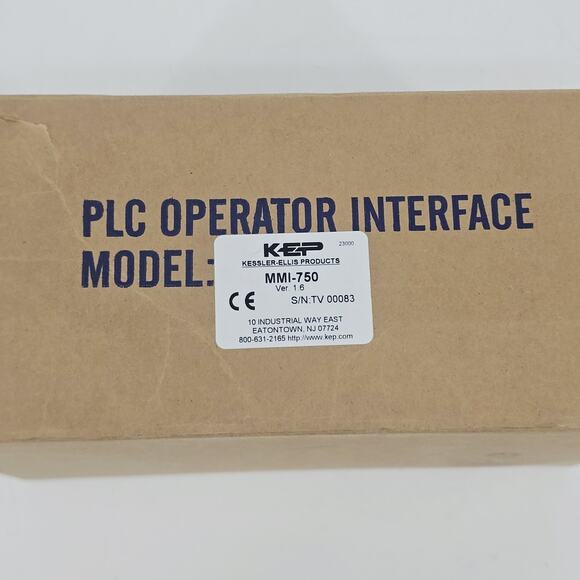 PLC OPERATOR INTERFACE
MODEL:
KEP
23000
KESSLER-ELLIS PRODUCTS
MMI-750
Ver. 1.6
CE S/N:TV 00083
10 INDUSTRIAL WAY EAST
EATONTOWN, NJ 07724
800-631-2165 http://www.kep.com